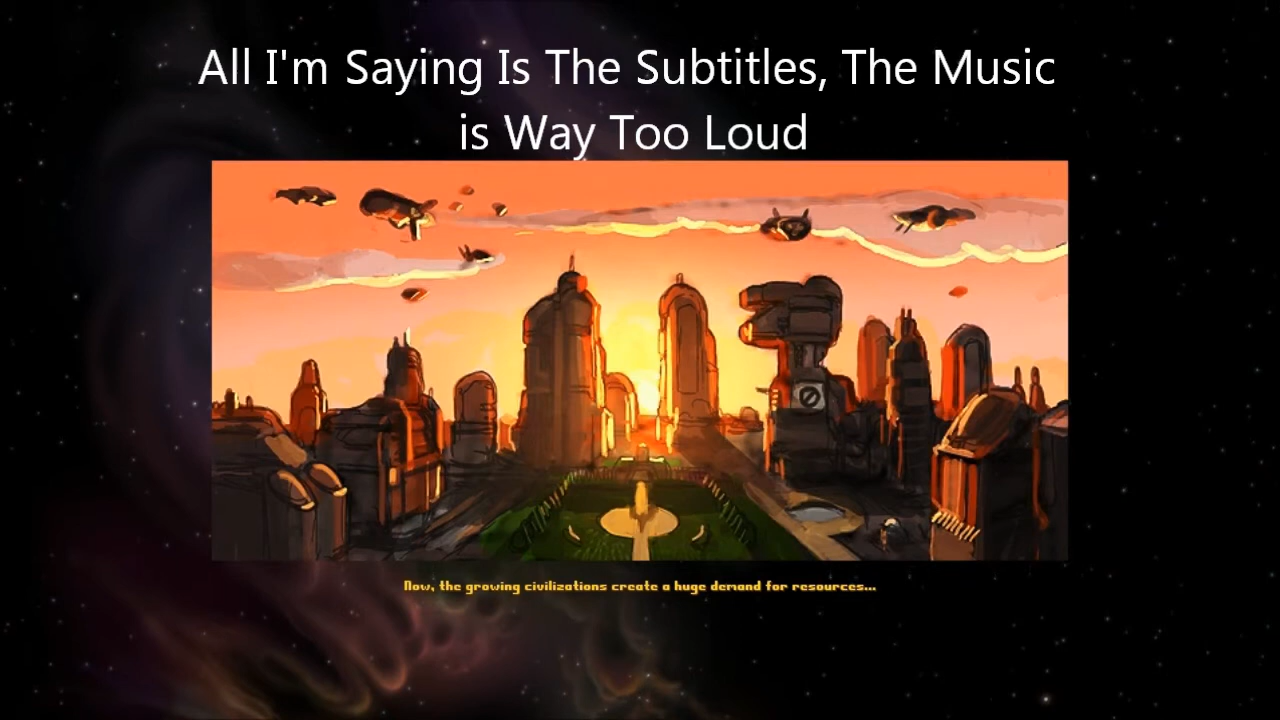 All I'm Saying Is The Subtitles, The Music
is Way Too Loud
Now, the growing civilizations create a huge demand for resources...